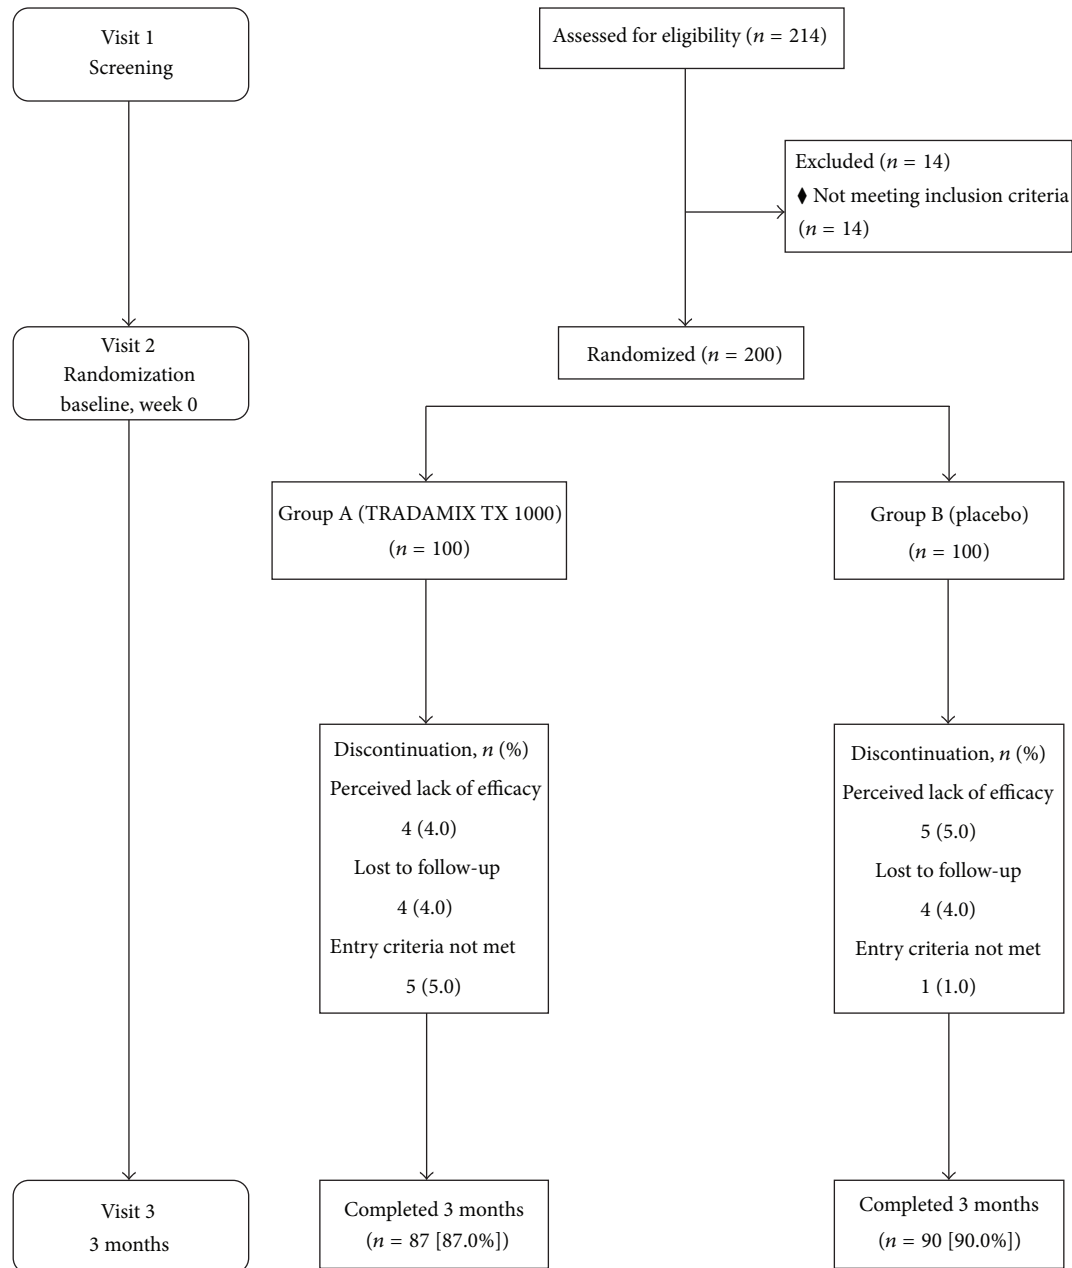 Visit 1
Screening
Assessed for eligibility (n = 214)
Excluded (n = 14)
♦ Not meeting inclusion criteria
(n = 14)
Visit 2
Randomization
baseline, week 0
Randomized (n = 200)
Group A (TRADAMIX TX 1000)
(n = 100)
Group B (placebo)
(n = 100)
Discontinuation, n (%)
Perceived lack of efficacy
4 (4.0)
Lost to follow-up
4 (4.0)
Entry criteria not met
5 (5.0)
Discontinuation, n (%)
Perceived lack of efficacy
5 (5.0)
Lost to follow-up
4 (4.0)
Entry criteria not met
1 (1.0)
Visit 3
3 months
Completed 3 months
(n = 87 [87.0%])
Completed 3 months
(n = 90 [90.0%])